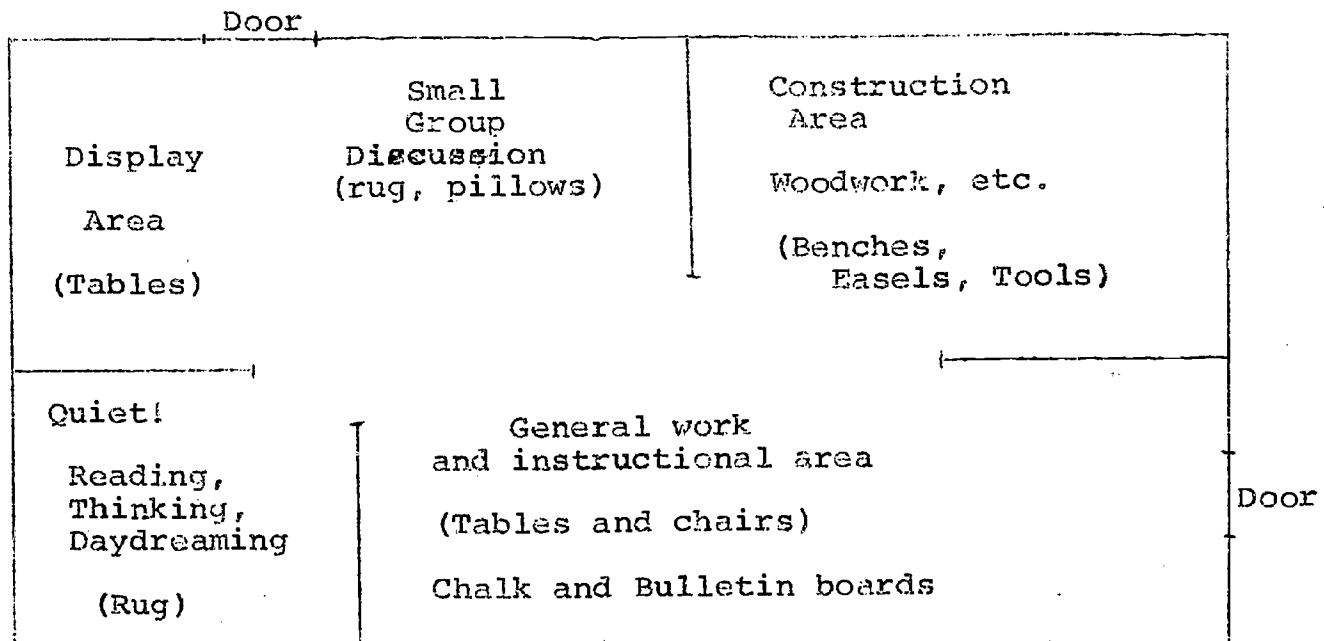 Door
Display
Area
(Tables)
Small
Group
Discussion
(rug, pillows)
Construction
Area
Woodwork, etc.
(Benches,
Easels, Tools)
Quiet!
Reading,
Thinking,
Daydreaming
(Rug)
General work
and instructional area
(Tables and chairs)
Chalk and Bulletin boards
Door